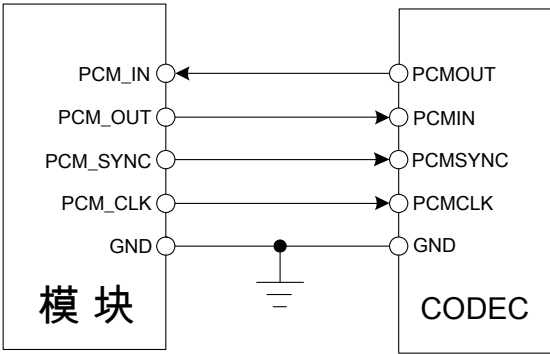 PCM_IN PCMOUT
PCM_OUT PCMIN
PCM_SYNC PCMSYNC
PCM_CLK PCMCLK
GND GND
模块 CODEC